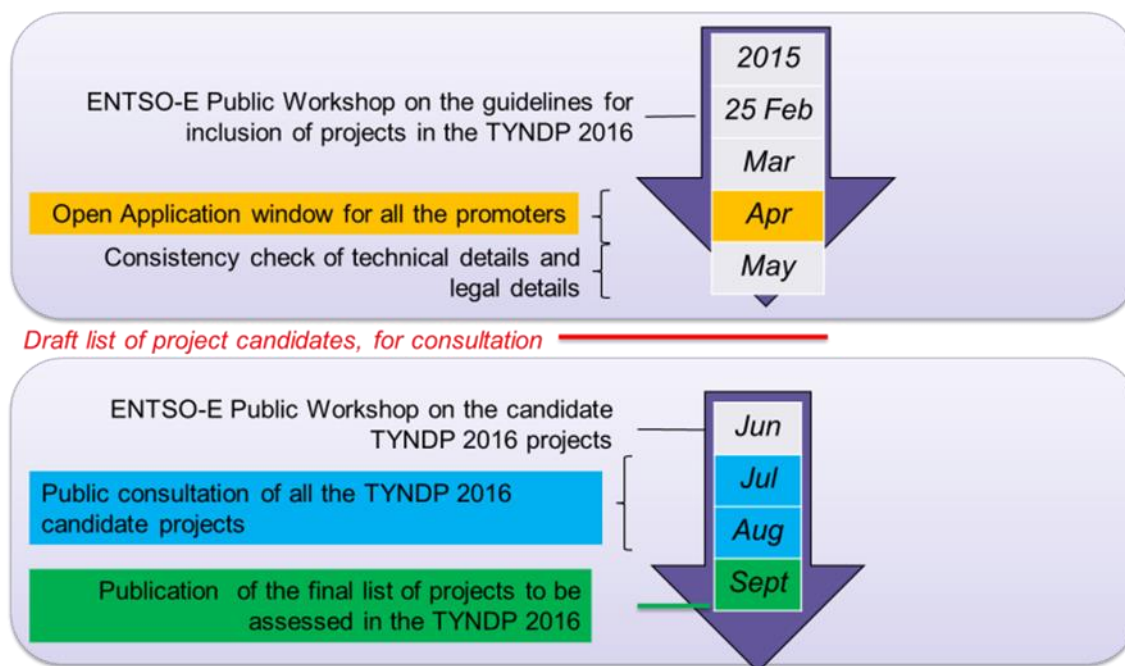 2015
ENTSO-E Public Workshop on the guidelines for
inclusion of projects in the TYNDP 2016
25 Feb
Mar
Open Application window for all the promoters
Apr
Consistency check of technical details and
legal details
May
Draft list of project candidates, for consultation
ENTSO-E Public Workshop on the candidate
TYNDP 2016 projects
Jun
Public consultation of all the TYNDP 2016
candidate projects
Jul
Aug
Publication of the final list of projects to be
assessed in the TYNDP 2016
Sept